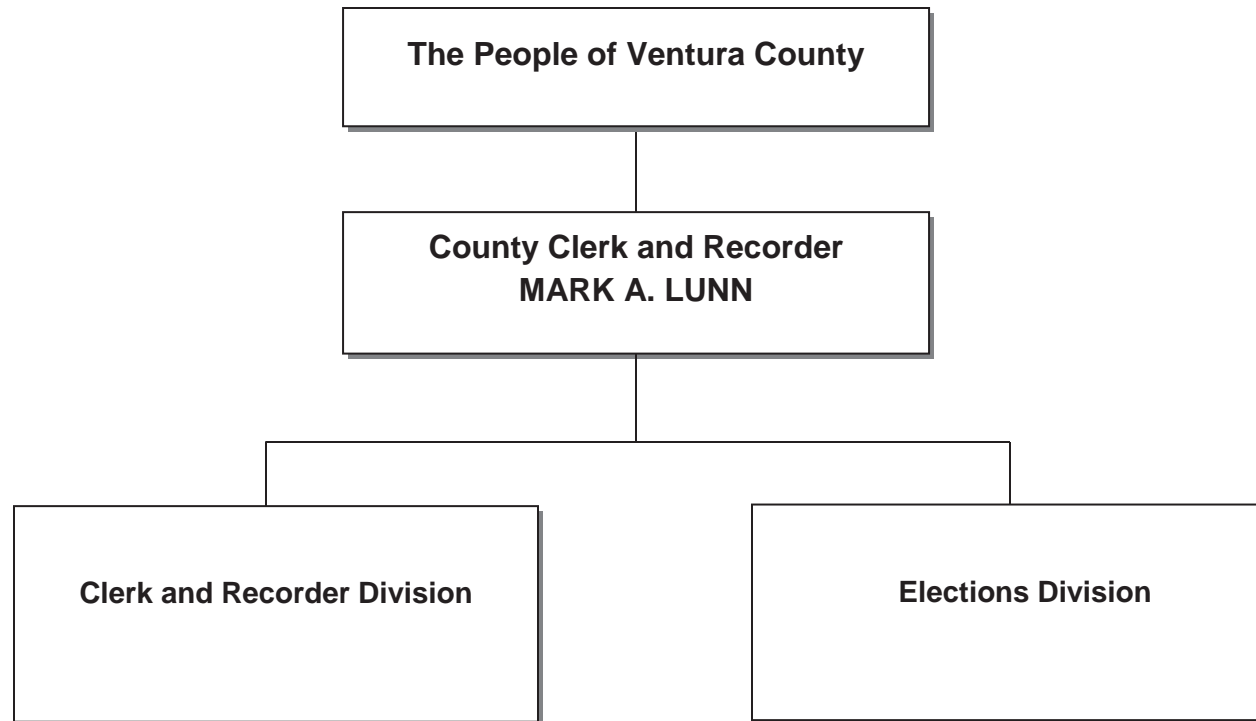 The People of Ventura County
County Clerk and Recorder
MARK A. LUNN
Clerk and Recorder Division
Elections Division